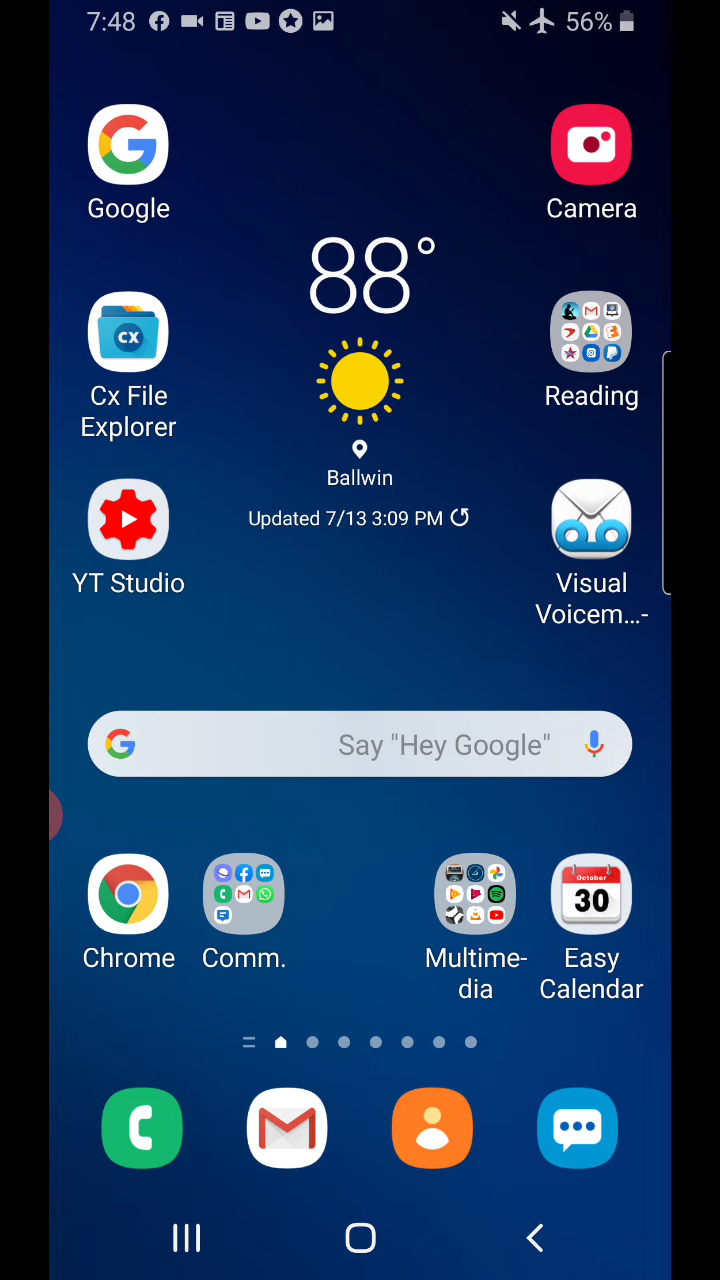 7:48
56%
Google
Camera
88°
Cx File
Explorer
Reading
Ballwin
Updated 7/13 3:09 PM
YT Studio
Visual
Voicem...-
Say "Hey Google"
October
30
Chrome
Comm.
Multime-
dia
Easy
Calendar